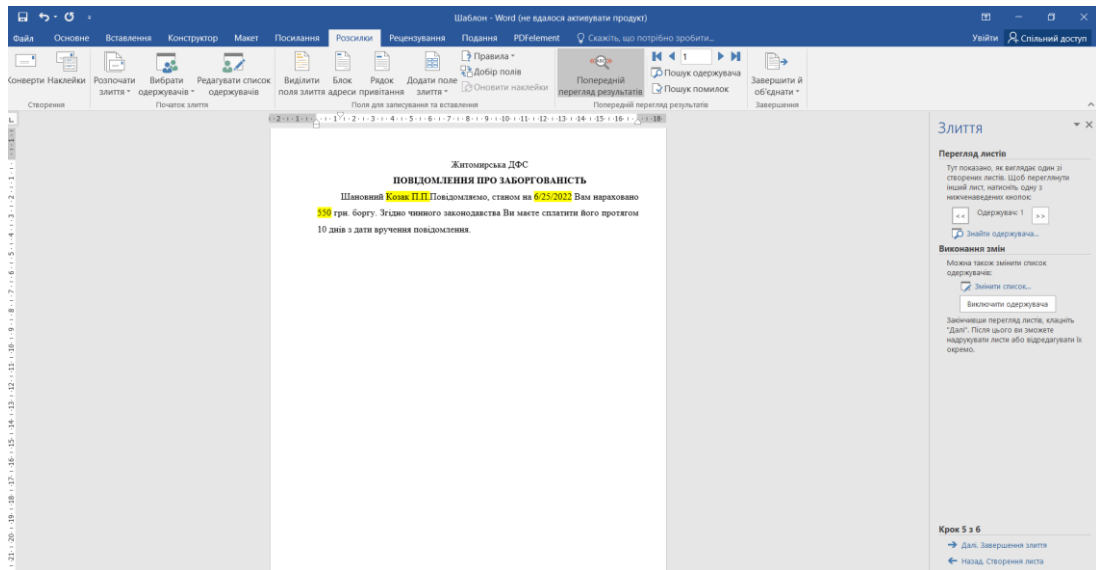 Шаблон - Word (не вдалося активувати продукт)
Файл Основне Вставлення Конструктор Макет Посилання Розсилки Рецензування Подання PDFelement Скажіть, що потрібно зробити... Увійти Спільний доступ
Конверти Наклейки Розпочати злиття Вибрати одержувачів Редагувати список одержувачів Виділити поля злиття Блок адреси Рядок привітання Додати поле злиття
Правила
Добір полів
Оновити наклейки
Попередній перегляд результатів
1
Пошук одержувача
Пошук помилок
Завершити й об'єднати
Створення Початок злиття Поля для записування та вставлення Попередній перегляд результатів Завершення
Житомирська ДФС
ПОВІДОМЛЕННЯ ПРО ЗАБОРГОВАНІСТЬ
Шановний Козак П.П.Повідомляємо, станом на 6/25/2022 Вам нараховано
550 грн. боргу. Згідно чинного законодавства Ви маєте сплатити його протягом
10 днів з дати вручення повідомлення.
Злиття
Перегляд листів
Тут показано, як виглядає один зі
створених листів. Щоб переглянути
інший лист, натисніть одну з
нижченаведених кнопок:
<< Одержувач: 1 >>
Знайти одержувача...
Виконання змін
Можна також змінити список
одержувачів:
Змінити список...
Виключити одержувача
Закінчивши перегляд листів, клацніть
"Далі". Після цього ви зможете
надрукувати листи або відредагувати їх
окремо.
Крок 5 з 6
Далі. Завершення злиття
Назад. Створення листа